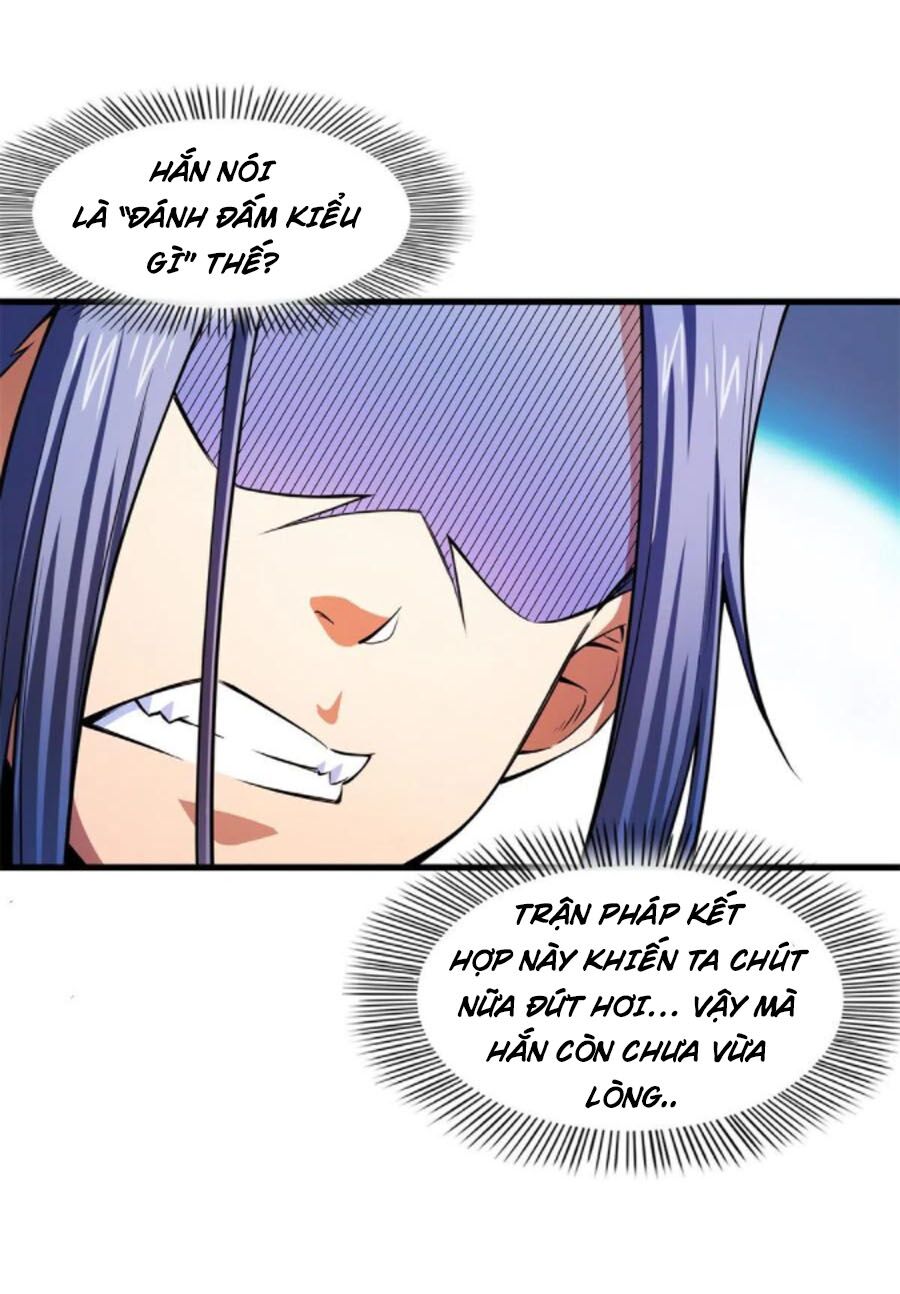 HẮN NÓI
LÀ "ĐÁNH ĐẤM KIỂU
GÌ" THẾ?
TRẬN PHÁP KẾT
HỢP NÀY KHIẾN TA CHÚT
NỮA ĐỨT HƠI... VẬY MÀ
HẮN CÒN CHƯA VỪA
LÒNG..